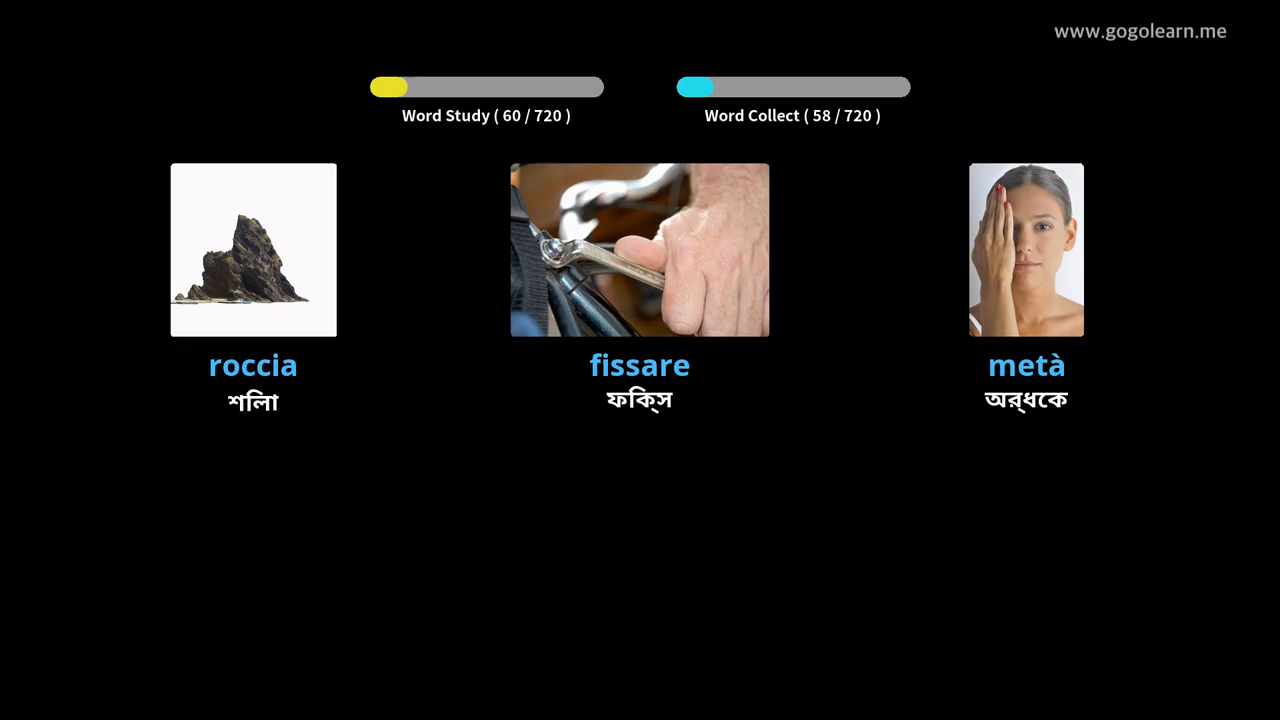 www.gogolearn.me
Word Study ( 60 / 720 )
Word Collect ( 58 / 720 )
roccia
fissare
metà
শিলা
ফিক্স
অর্ধেক